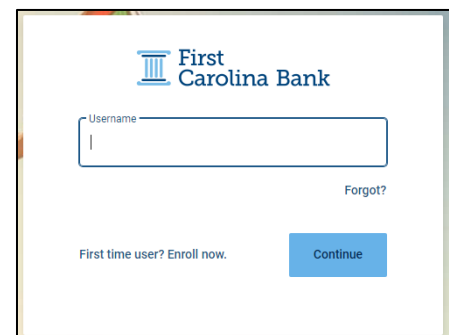 First
Carolina Bank
Username
Forgot?
First time user? Enroll now.
Continue